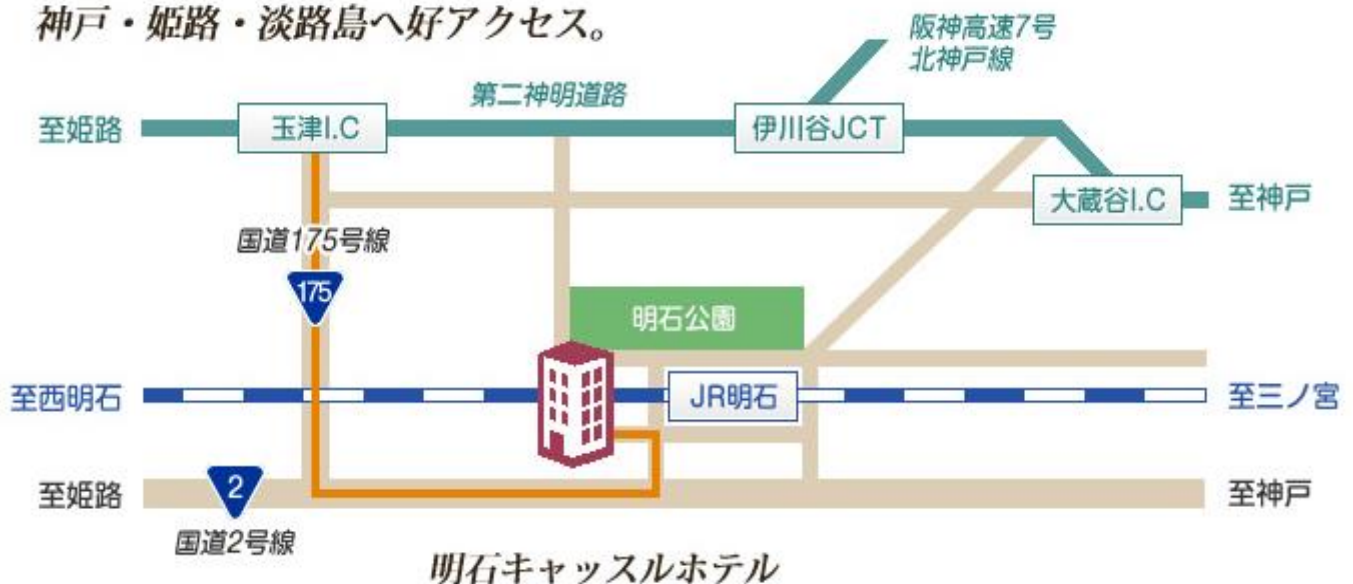 神戸・姫路・淡路島へ好アクセス。
阪神高速7号
北神戸線
第二神明道路
至姫路
玉津I.C
伊川谷JCT
大蔵谷I.C
至神戸
国道175号線
175
明石公園
至西明石
JR明石
至三ノ宮
至姫路
2
至神戸
国道2号線
明石キャッスルホテル